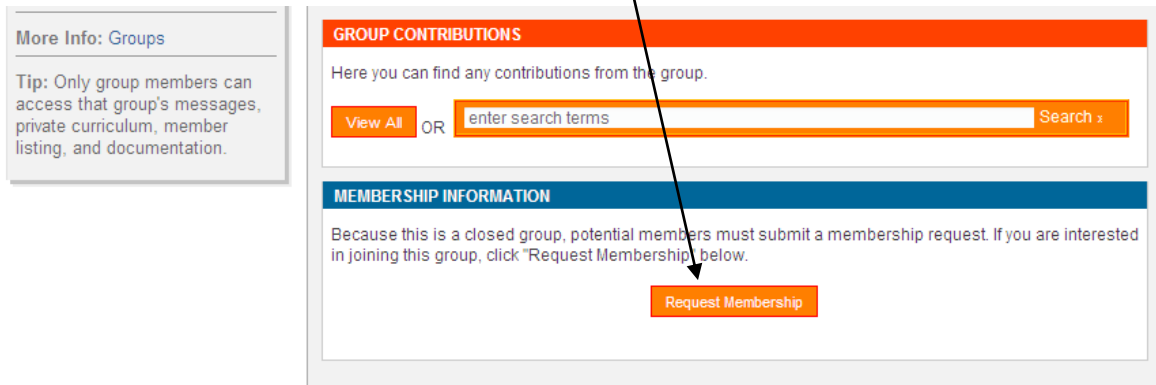 More Info: Groups
Tip: Only group members can
access that group's messages,
private curriculum, member
listing, and documentation.
GROUP CONTRIBUTIONS
Here you can find any contributions from the group.
View All OR enter search terms Search x
MEMBERSHIP INFORMATION
Because this is a closed group, potential members must submit a membership request. If you are interested
in joining this group, click "Request Membership" below.
Request Membership